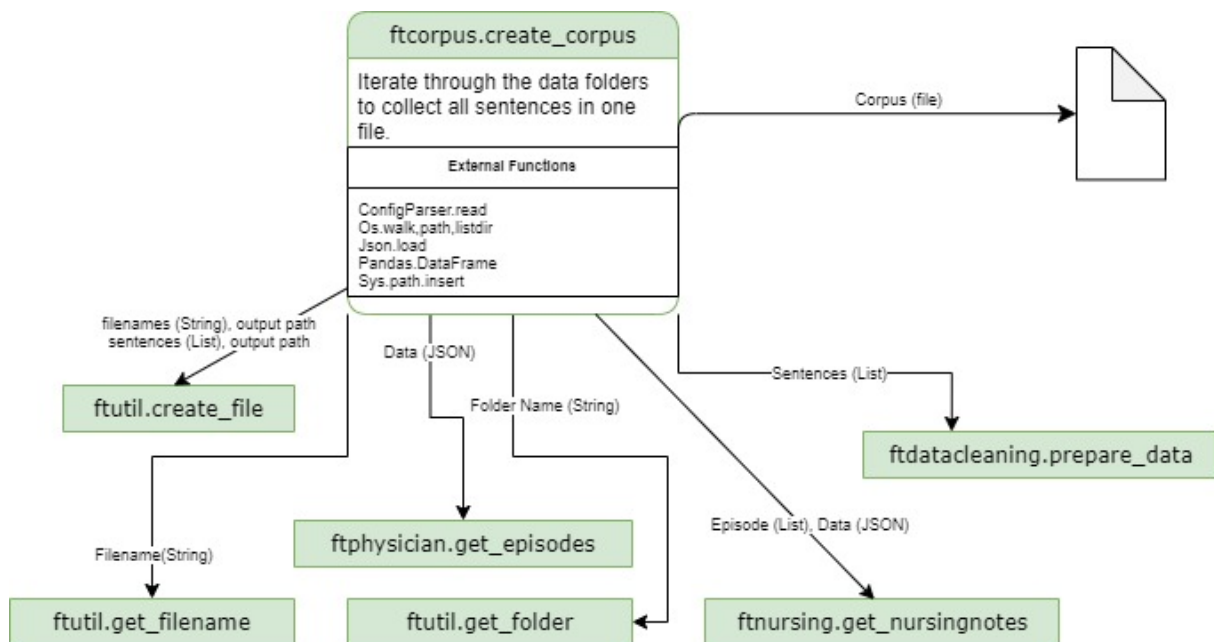 ftcorpus.create_corpus
Iterate through the data folders
to collect all sentences in one
file.
External Functions
ConfigParser.read
Os.walk,path,listdir
Json.load
Pandas.DataFrame
Sys.path.insert
Corpus (file)
filenames (String), output path
sentences (List), output path
Data (JSON)
Sentences (List)
ftutil.create_file
Folder Name (String)
ftdatacleaning.prepare_data
Episode (List), Data (JSON)
ftphysician.get_episodes
Filename(String)
ftutil.get_filename
ftutil.get_folder
ftnursing.get_nursingnotes